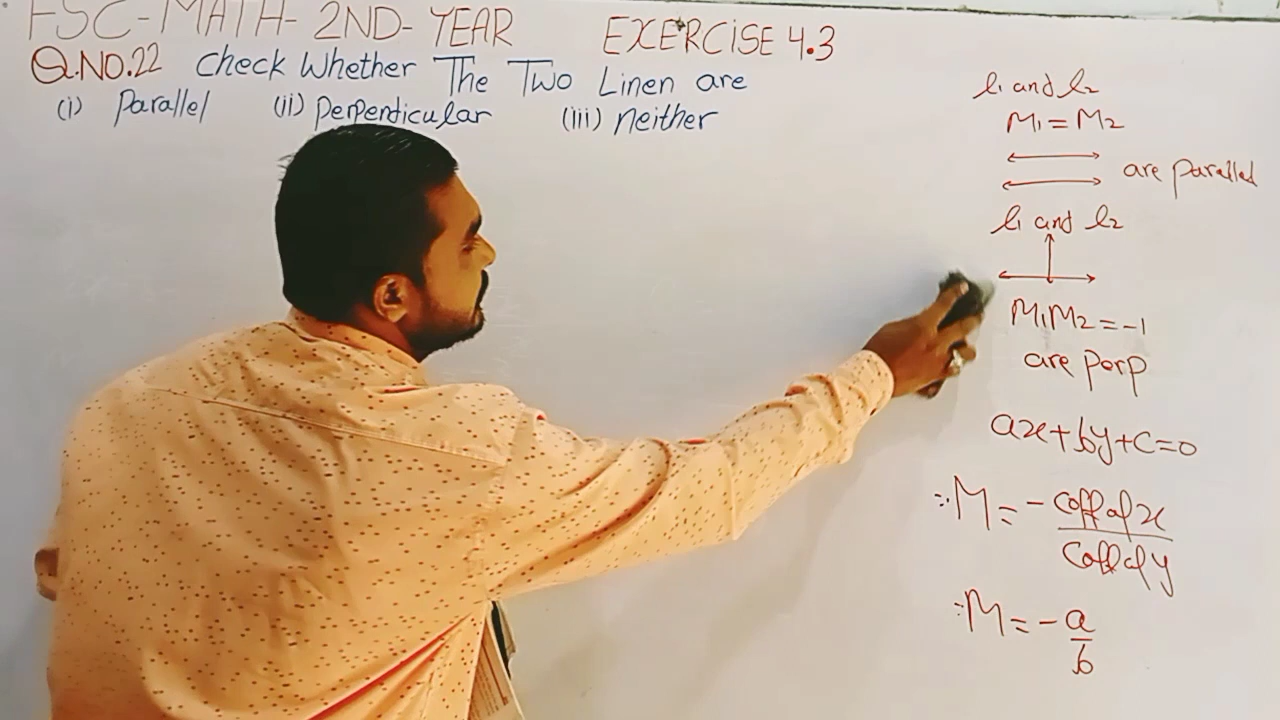 FSC-MATH-2ND-YEAR EXERCISE 4.3
Q.NO.22 Check Whether The Two Linen are
(i) Parallel (ii) Perpendicular (iii) neither
l₁ and l₂
M₁ = M₂
are parallel
l₁ and l₂
M₁M₂ = -1
are perp
ax+by+c=0
∴ M = - coff of x / coff of y
∴ M = - a / b